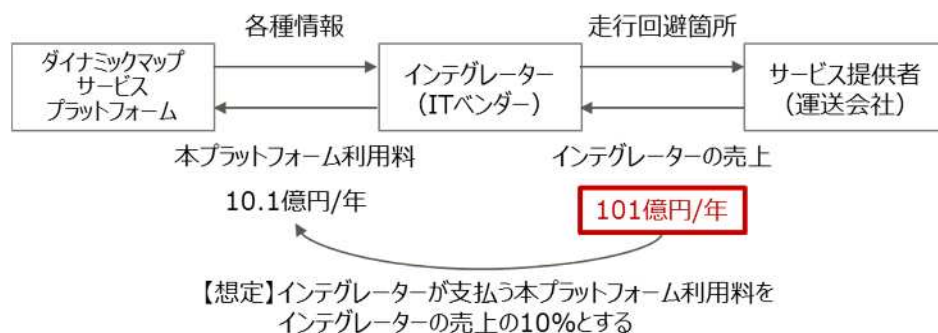 各種情報
走行回避箇所
ダイナミックマップ
サービス
プラットフォーム
インテグレーター
（ITベンダー）
サービス提供者
（運送会社）
本プラットフォーム利用料
インテグレーターの売上
10.1億円/年
101億円/年
【想定】インテグレーターが支払う本プラットフォーム利用料を
インテグレーターの売上の10%とする